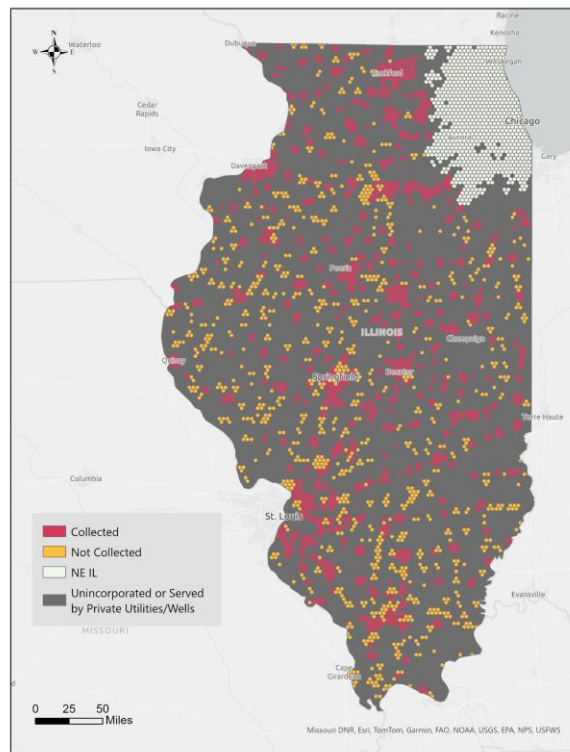 Racine
Kenosha
Dubuque
Waterloo
N
W E
S
Rockford
Waukegan
Chicago
Aurora
Gary
Cedar
Rapids
Iowa City
Davenport
Peoria
ILLINOIS
Champaign
Quincy
Springfield
Decatur
Terre Haute
Columbia
St. Louis
Collected
Not Collected
NE IL
Unincorporated or Served
by Private Utilities/Wells
Evansville
MISSOURI
Cape
Girardeau
0 25 50
Miles
Missouri DNR, Esri, TomTom, Garmin, FAO, NOAA, USGS, EPA, NPS, USFWS